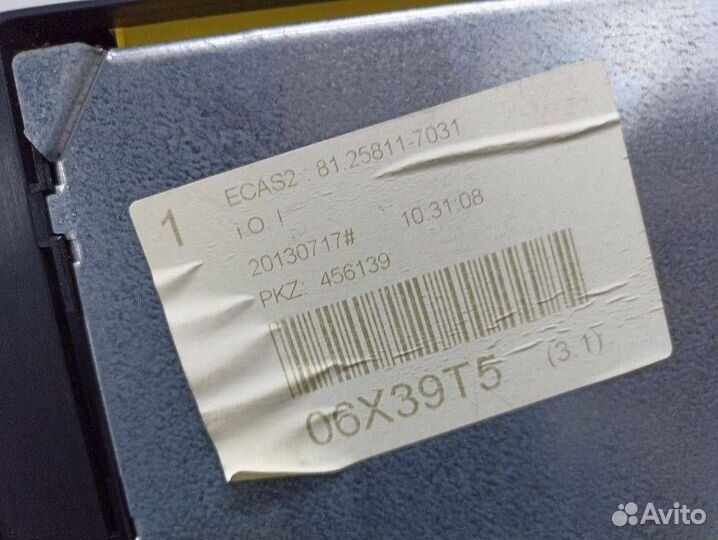 1
ECAS2 : 81.25811-7031
i.O. !
20130717# 10:31:08
PKZ: 456139
06X39T5 (3.1)
Avito